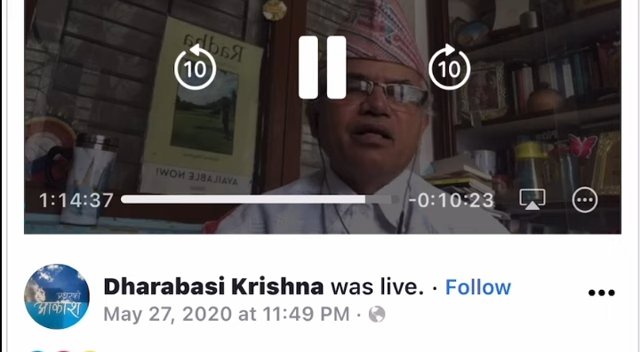 Radha
10
10
AVAILABLE NOW!
1:14:37
-0:10:23
आकाश
Dharabasi Krishna was live. · Follow
May 27, 2020 at 11:49 PM ·